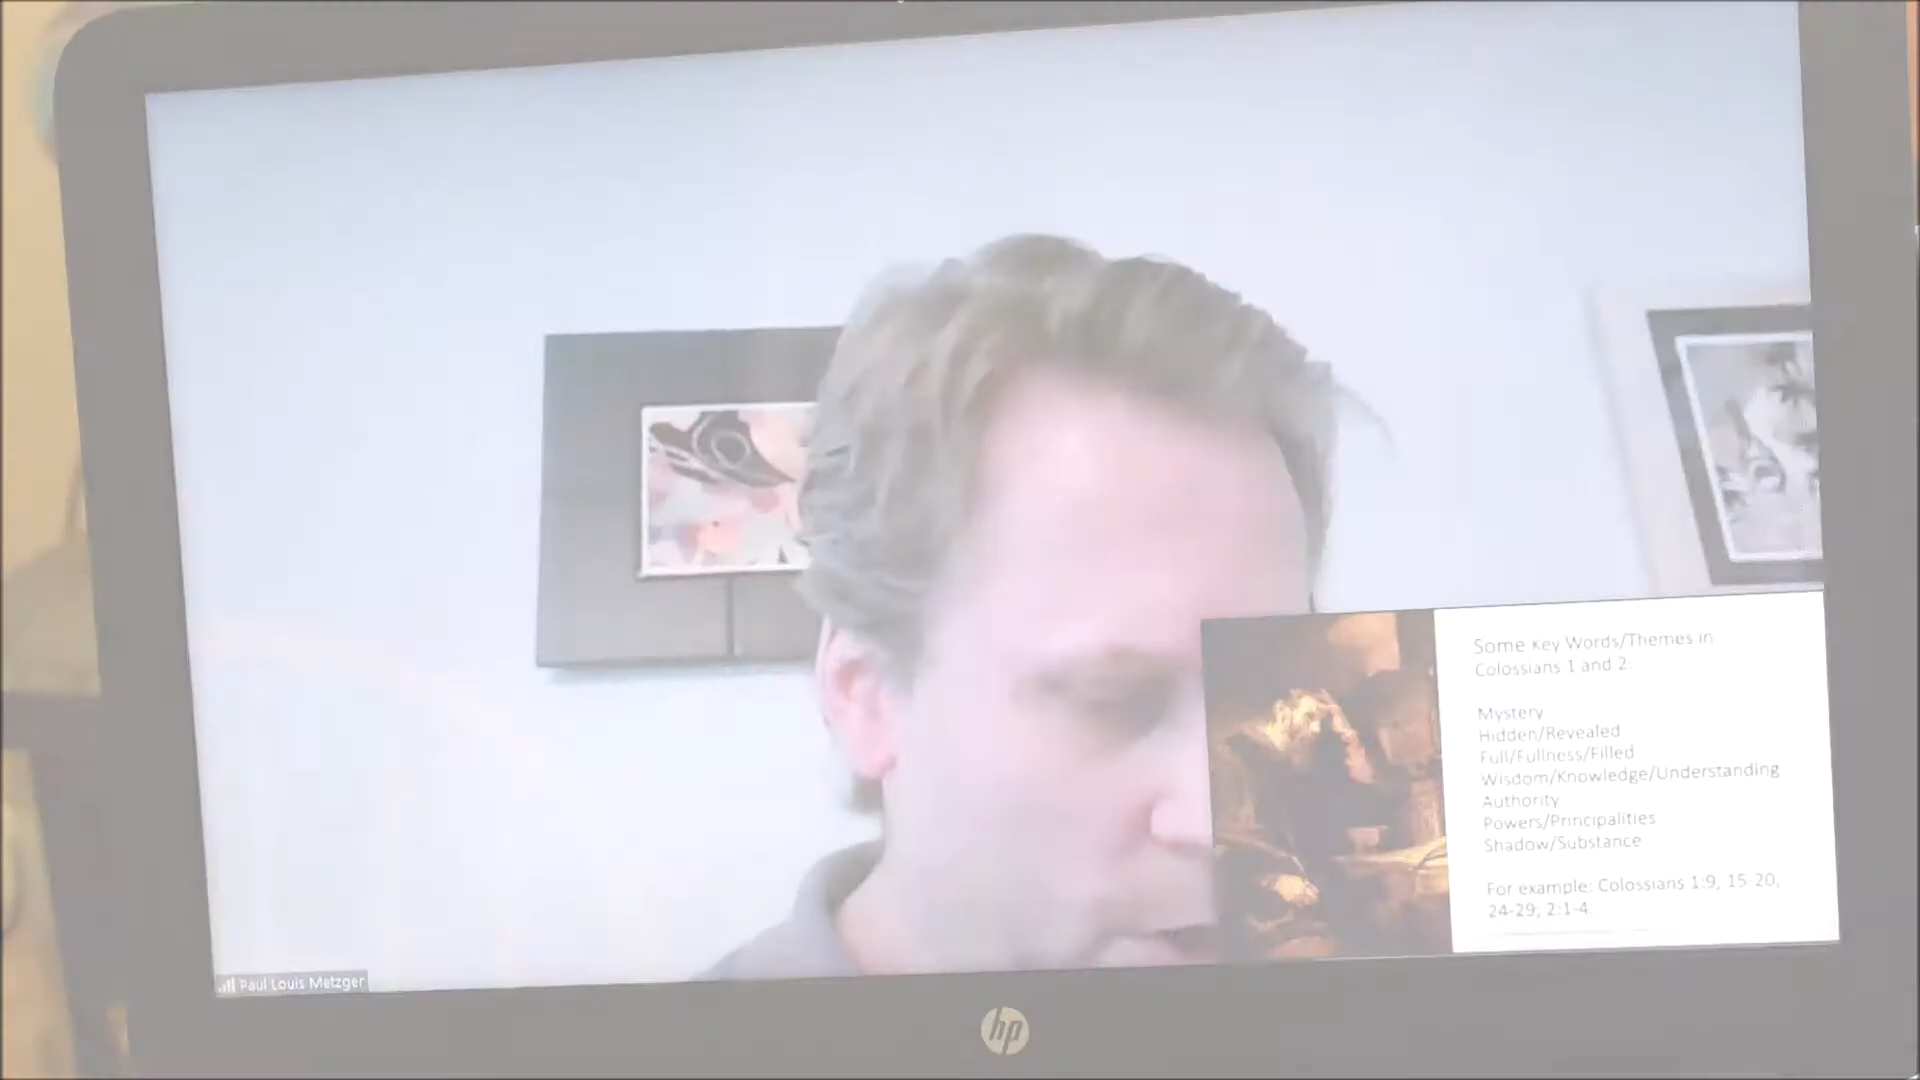 Some Key Words/Themes in
Colossians 1 and 2:
Mystery
Hidden/Revealed
Full/Fullness/Filled
Wisdom/Knowledge/Understanding
Authority
Powers/Principalities
Shadow/Substance
For example: Colossians 1:9, 15-20,
24-29; 2:1-4
Paul Louis Metzger
hp